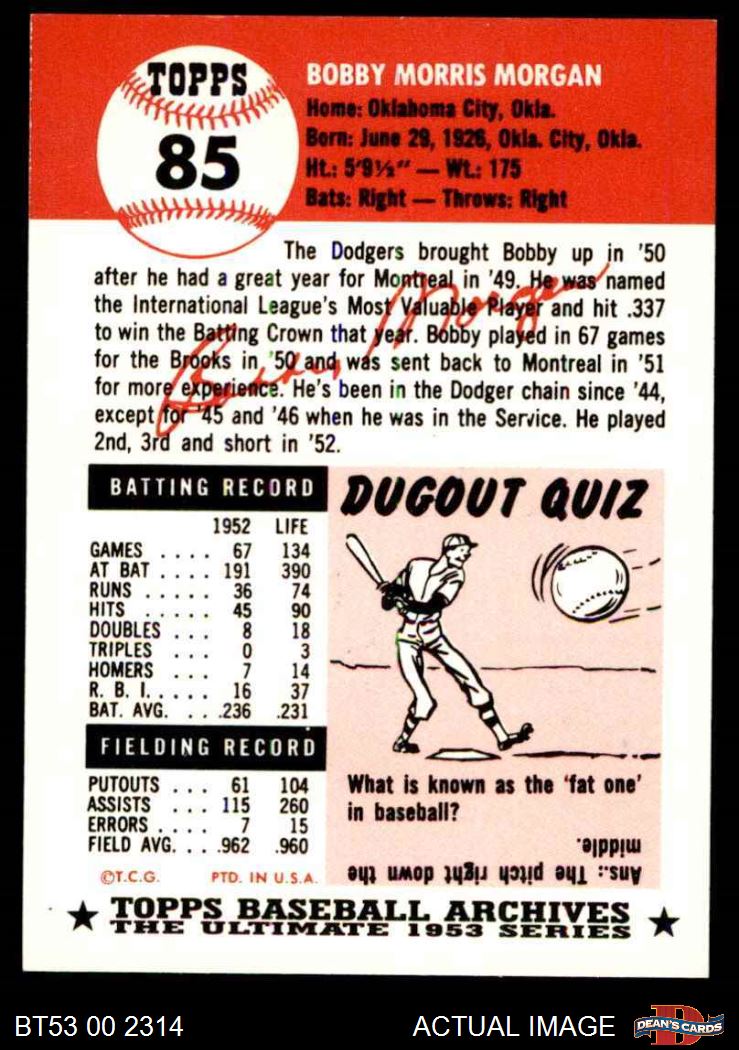 TOPPS
85
BOBBY MORRIS MORGAN
Home: Oklahoma City, Okla.
Born: June 29, 1926, Okla. City, Okla.
Ht.: 5'9½" — Wt.: 175
Bats: Right — Throws: Right
The Dodgers brought Bobby up in '50
after he had a great year for Montreal in '49. He was named
the International League's Most Valuable Player and hit .337
to win the Batting Crown that year. Bobby played in 67 games
for the Brooks in '50 and was sent back to Montreal in '51
for more experience. He's been in the Dodger chain since '44,
except for '45 and '46 when he was in the Service. He played
2nd, 3rd and short in '52.
Bobby Morgan
BATTING RECORD
1952 LIFE
GAMES .... 67 134
AT BAT .... 191 390
RUNS ..... 36 74
HITS ..... 45 90
DOUBLES ... 8 18
TRIPLES ... 0 3
HOMERS ... 7 14
R. B. I. .... 16 37
BAT. AVG. ... .236 .231
FIELDING RECORD
PUTOUTS ... 61 104
ASSISTS ... 115 260
ERRORS .... 7 15
FIELD AVG. ... .962 .960
©T.C.G. PTD. IN U.S.A.
DUGOUT QUIZ
What is known as the 'fat one'
in baseball?
Ans.: The pitch right down the
middle.
TOPPS BASEBALL ARCHIVES
THE ULTIMATE 1953 SERIES
BT53 00 2314
ACTUAL IMAGE
D
DEAN'S CARDS